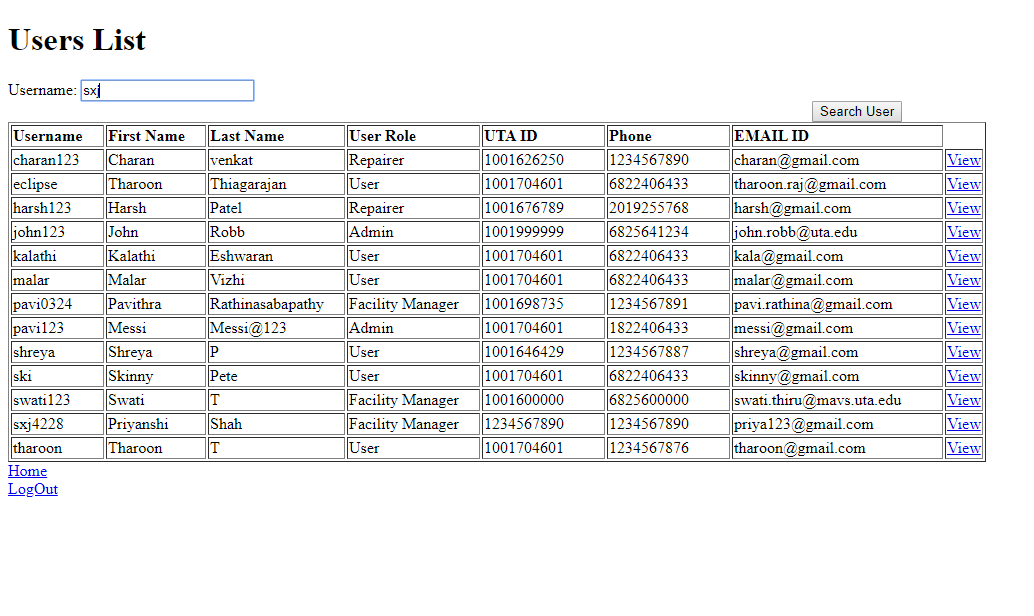 Users List
Username: sxj
Search User
Username First Name Last Name User Role UTA ID Phone EMAIL ID
charan123 Charan venkat Repairer 1001626250 1234567890 charan@gmail.com View
eclipse Tharoon Thiagarajan User 1001704601 6822406433 tharoon.raj@gmail.com View
harsh123 Harsh Patel Repairer 1001676789 2019255768 harsh@gmail.com View
john123 John Robb Admin 1001999999 6825641234 john.robb@uta.edu View
kalathi Kalathi Eshwaran User 1001704601 6822406433 kala@gmail.com View
malar Malar Vizhi User 1001704601 6822406433 malar@gmail.com View
pavi0324 Pavithra Rathinasabapathy Facility Manager 1001698735 1234567891 pavi.rathina@gmail.com View
pavi123 Messi Messi@123 Admin 1001704601 1822406433 messi@gmail.com View
shreya Shreya P User 1001646429 1234567887 shreya@gmail.com View
ski Skinny Pete User 1001704601 6822406433 skinny@gmail.com View
swati123 Swati T Facility Manager 1001600000 6825600000 swati.thiru@mavs.uta.edu View
sxj4228 Priyanshi Shah Facility Manager 1234567890 1234567890 priya123@gmail.com View
tharoon Tharoon T User 1001704601 1234567876 tharoon@gmail.com View
Home
LogOut